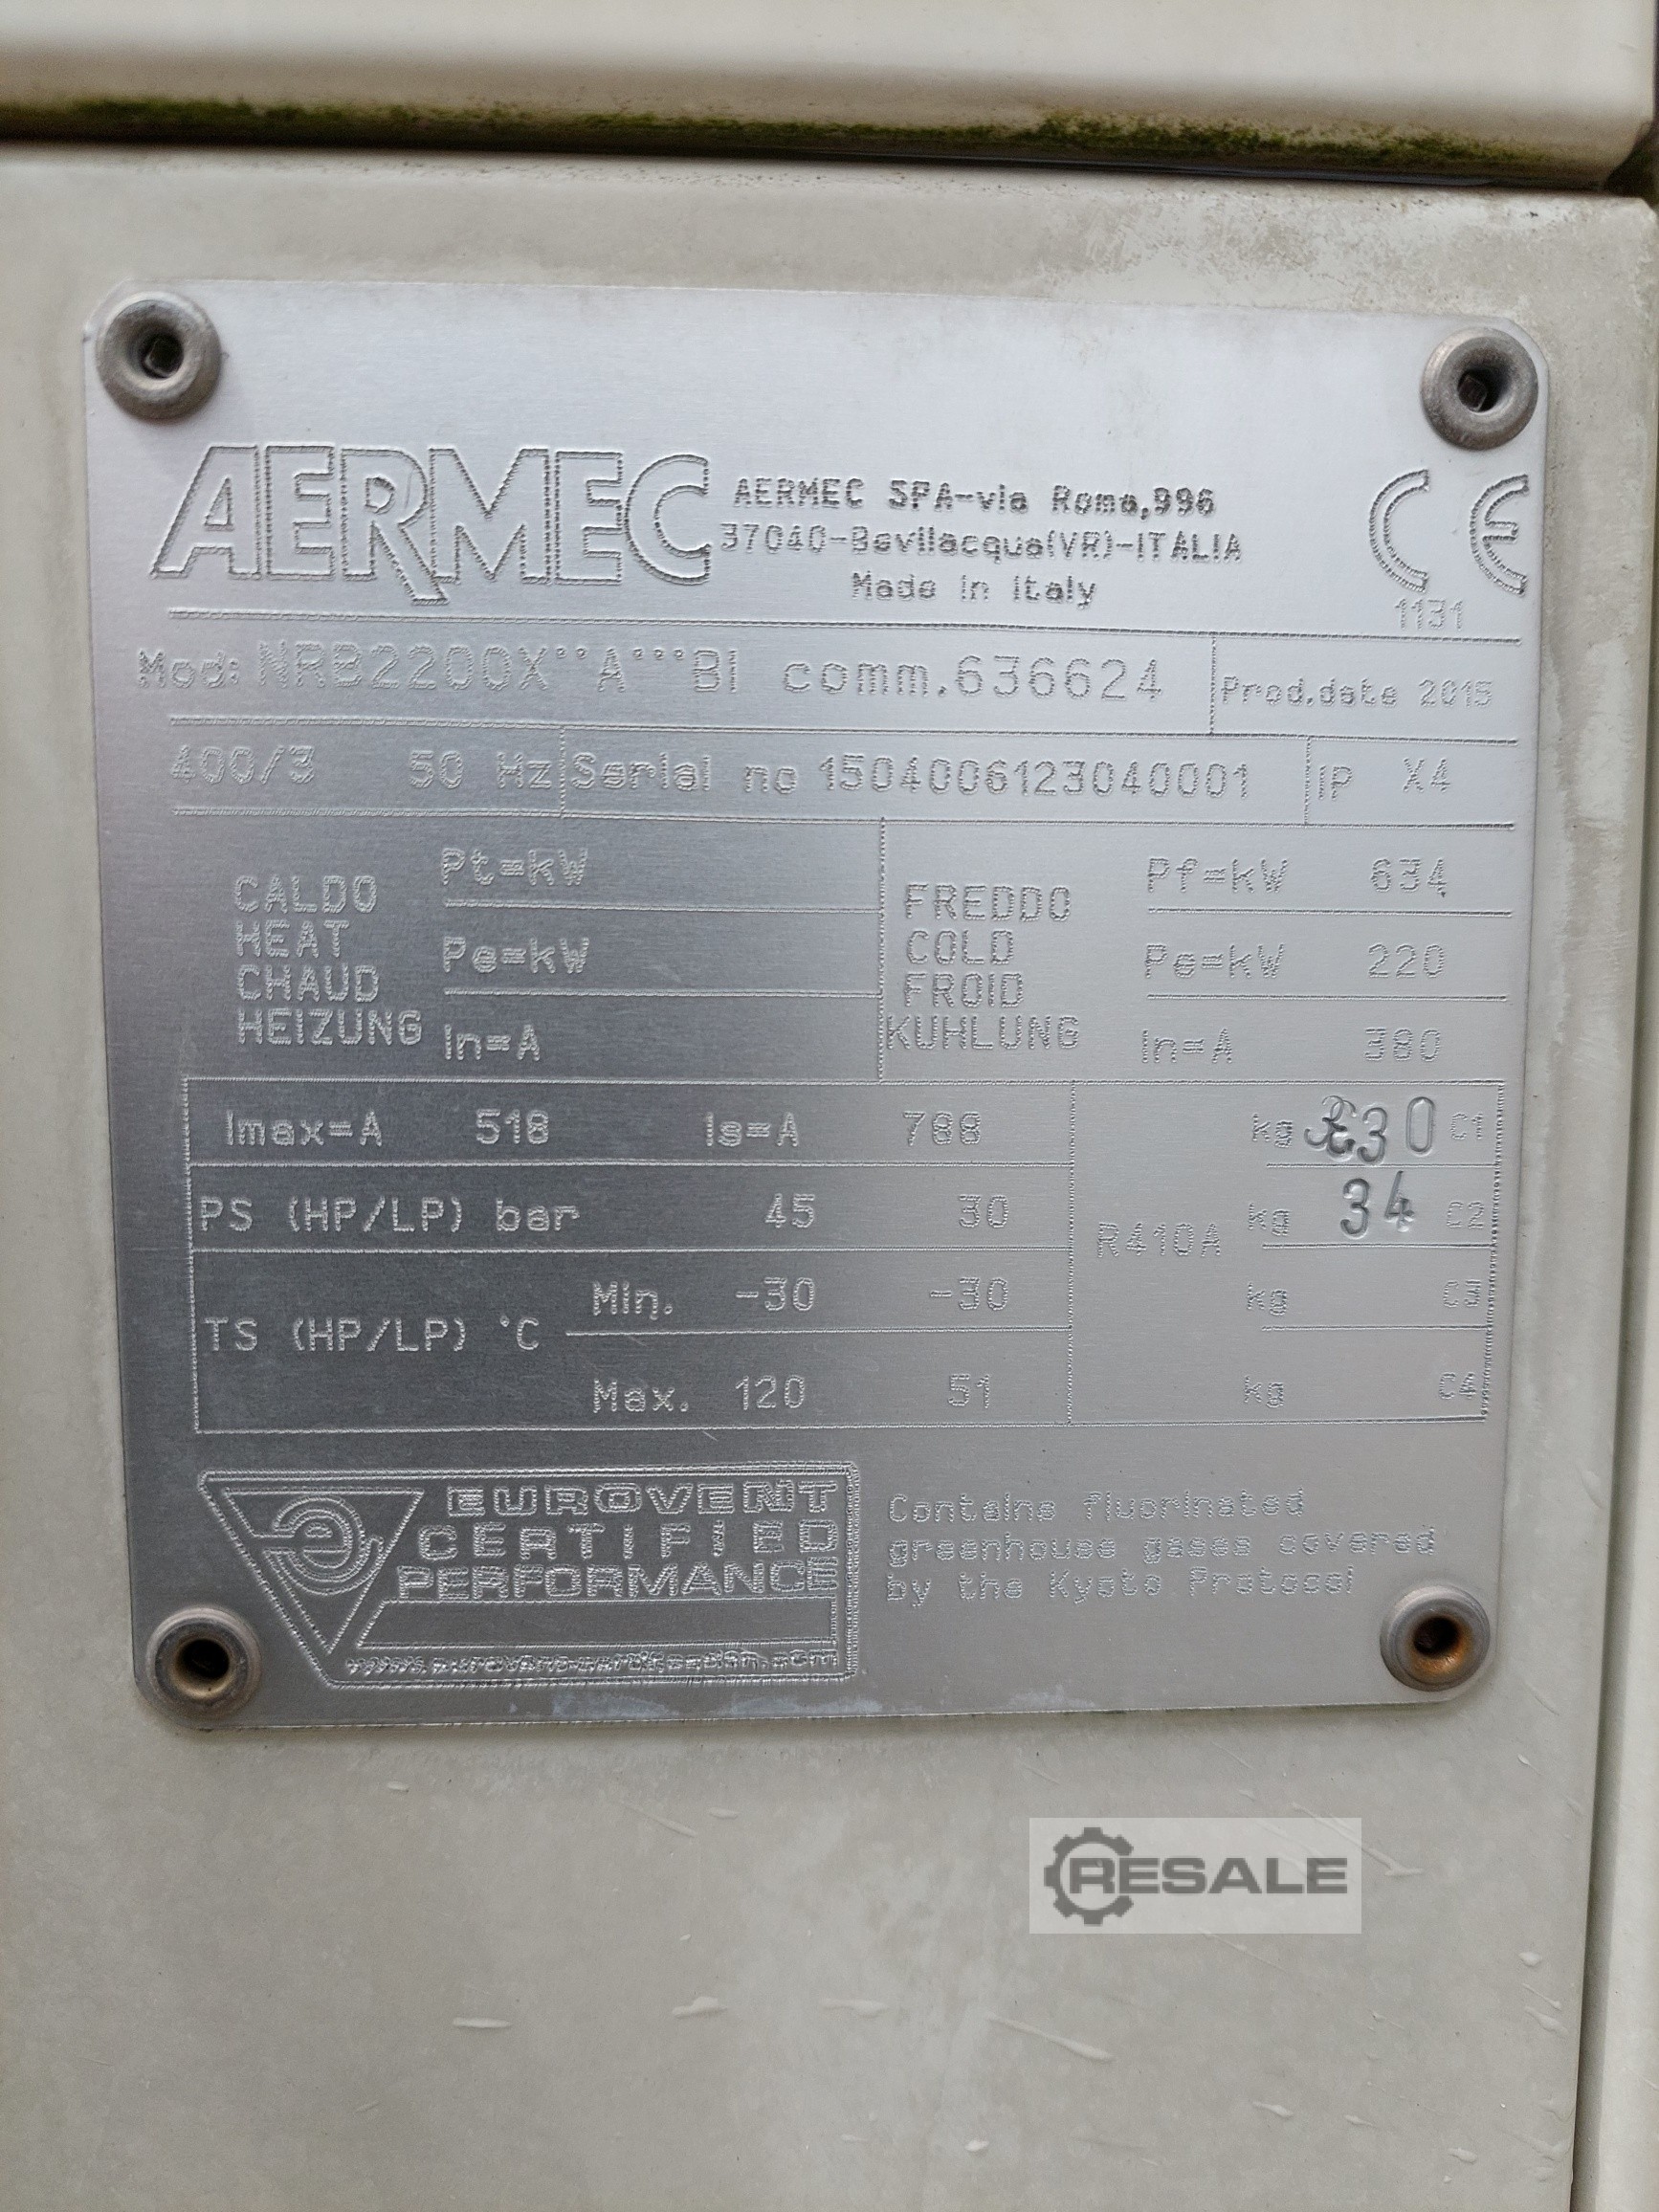 AERMEC
AERMEC SPA-via Roma,996
37040-Bevilacqua(VR)-ITALIA
Made in Italy
CE
1131
Mod: NRB2200X°°A°°°BI comm.636624
Prod.date 2015
400/3 50 Hz
Serial no 1504006123040001
IP X4
CALDO
HEAT
CHAUD
HEIZUNG
Pt=kW
Pe=kW
In=A
FREDDO
COLD
FROID
KUHLUNG
Pf=kW 634
Pe=kW 220
In=A 380
Imax=A 518 Is=A 788
PS (HP/LP) bar 45 30
TS (HP/LP) °C
Min. -30 -30
Max. 120 51
R410A
kg 30 C1
kg 34 C2
kg C3
kg C4
EUROVENT
CERTIFIED
PERFORMANCE
Contains fluorinated
greenhouse gases covered
by the Kyoto Protocol
RESALE